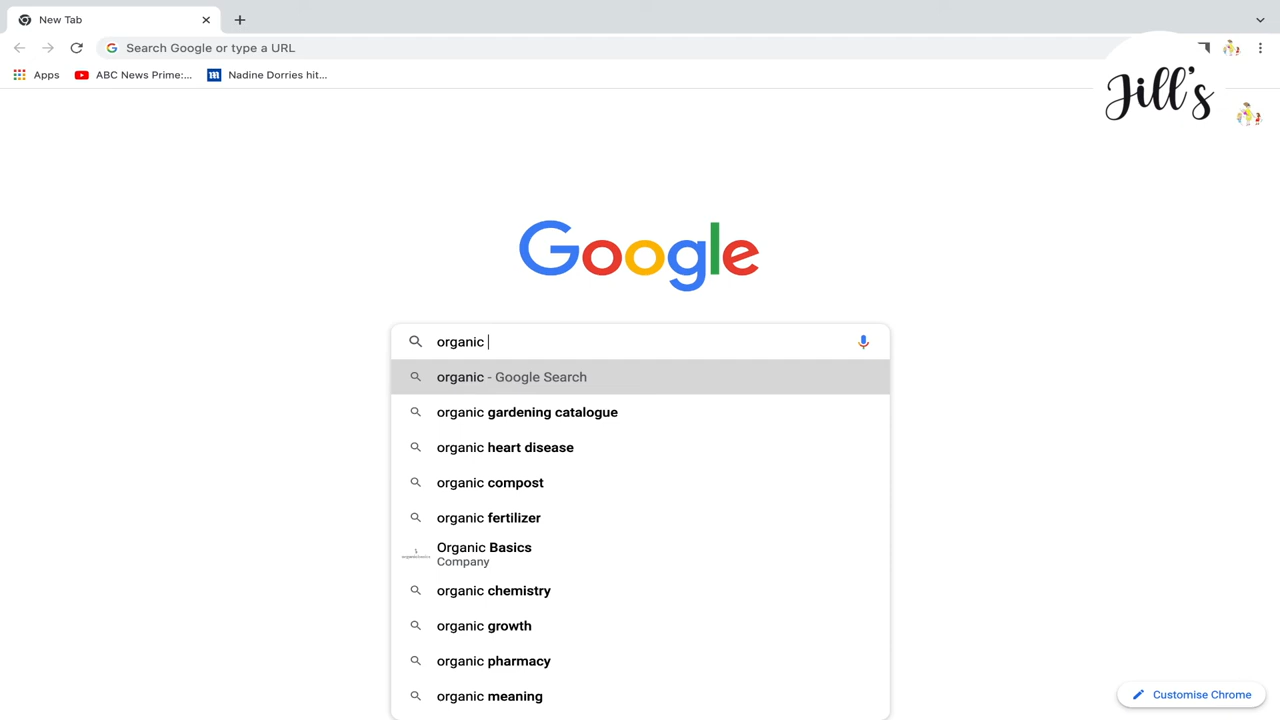 New Tab
Search Google or type a URL
Apps
ABC News Prime:...
Nadine Dorries hit...
Jill's
Google
organic
organic - Google Search
organic gardening catalogue
organic heart disease
organic compost
organic fertilizer
Organic Basics
Company
organic chemistry
organic growth
organic pharmacy
organic meaning
Customise Chrome